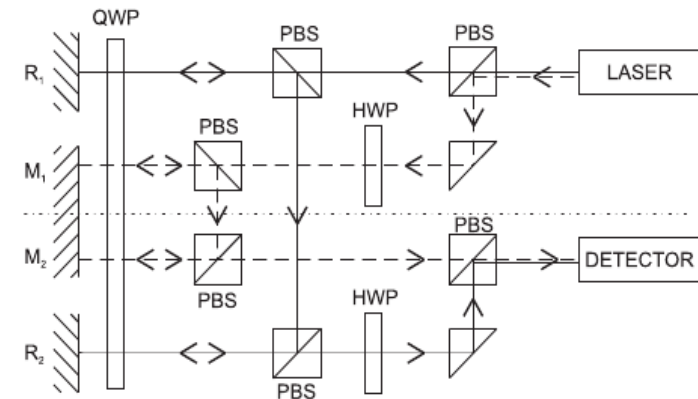 QWP
PBS
PBS
R₁
LASER
PBS
HWP
M₁
PBS
M₂
DETECTOR
PBS
HWP
R₂
PBS